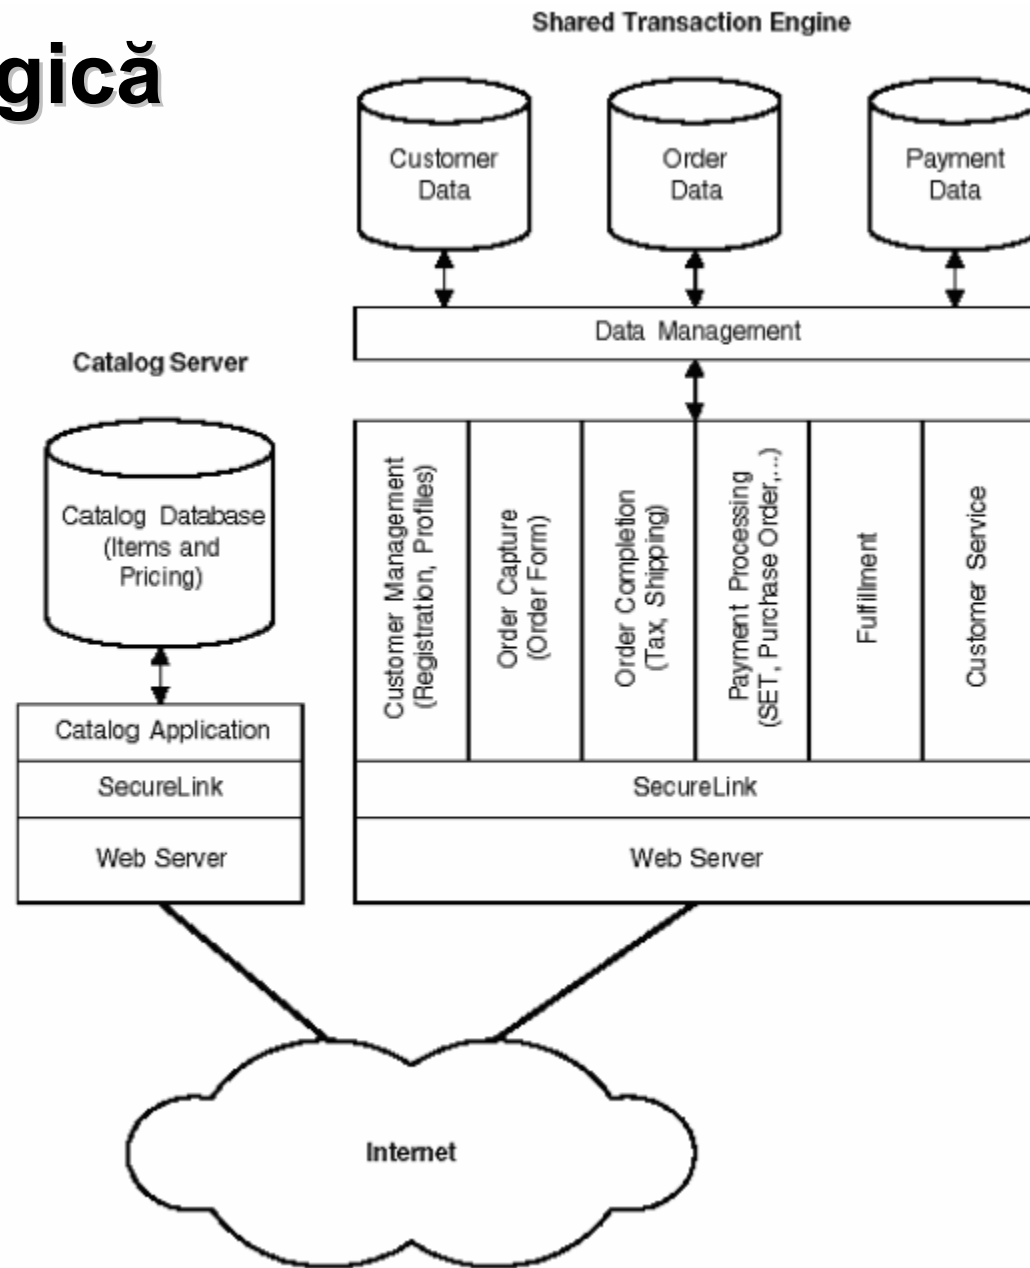 gică
Shared Transaction Engine
Customer
Data
Order
Data
Payment
Data
Data Management
Catalog Server
Catalog Database
(Items and
Pricing)
Catalog Application
SecureLink
Web Server
Customer Management
(Registration, Profiles)
Order Capture
(Order Form)
Order Completion
(Tax, Shipping)
Payment Processing
(SET, Purchase Order,...)
Fulfillment
Customer Service
SecureLink
Web Server
Internet